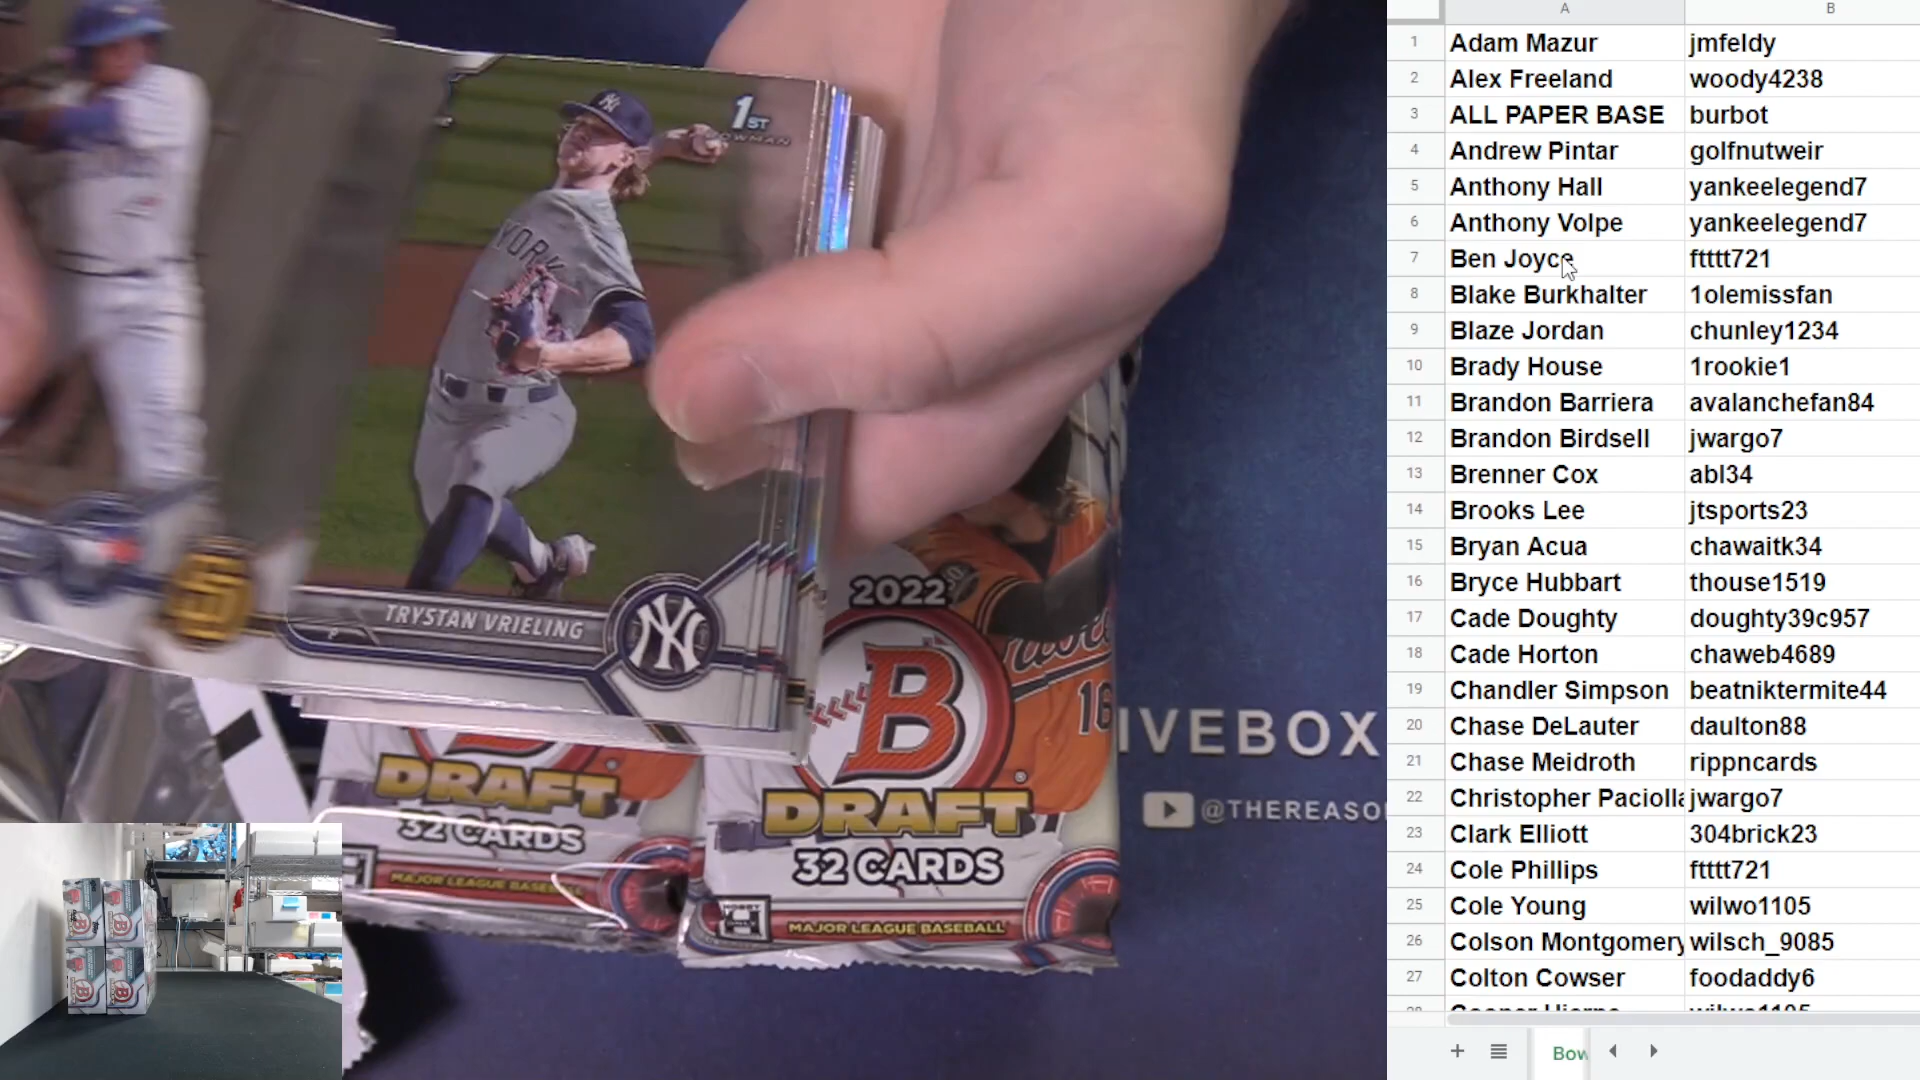 1ST
BOWMAN
YORK
TRYSTAN VRIELING
NY
SD
2022
B
16
DRAFT
32 CARDS
MAJOR LEAGUE BASEBALL
DRAFT
32 CARDS
HOBBY
MAJOR LEAGUE BASEBALL
IVEBOX
@THEREASO
A B
1 Adam Mazur jmfeldy
2 Alex Freeland woody4238
3 ALL PAPER BASE burbot
4 Andrew Pintar golfnutweir
5 Anthony Hall yankeelegend7
6 Anthony Volpe yankeelegend7
7 Ben Joyce fttttt721
8 Blake Burkhalter 1olemissfan
9 Blaze Jordan chunley1234
10 Brady House 1rookie1
11 Brandon Barriera avalanchefan84
12 Brandon Birdsell jwargo7
13 Brenner Cox abl34
14 Brooks Lee jtsports23
15 Bryan Acua chawaitk34
16 Bryce Hubbart thouse1519
17 Cade Doughty doughty39c957
18 Cade Horton chaweb4689
19 Chandler Simpson beatniktermite44
20 Chase DeLauter daulton88
21 Chase Meidroth rippncards
22 Christopher Paciolla jwargo7
23 Clark Elliott 304brick23
24 Cole Phillips fttttt721
25 Cole Young wilwo1105
26 Colson Montgomery wilsch_9085
27 Colton Cowser foodaddy6
Bow